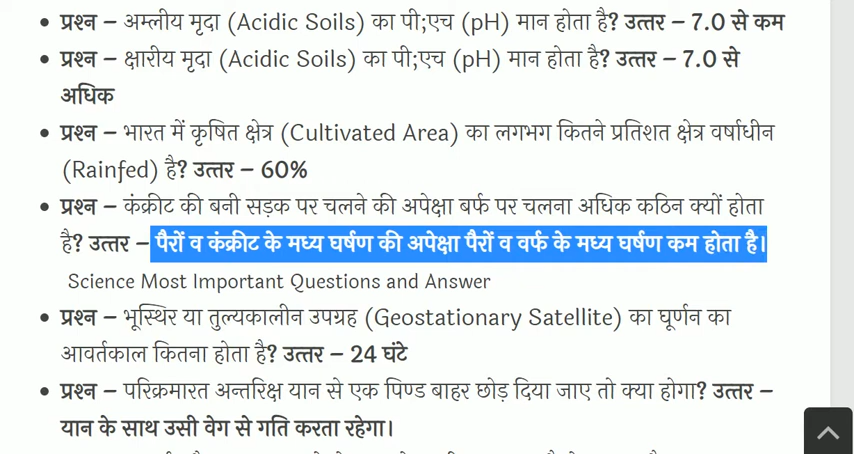 प्रश्न – अम्लीय मृदा (Acidic Soils) का पी;एच (pH) मान होता है? उत्तर – 7.0 से कम
प्रश्न – क्षारीय मृदा (Acidic Soils) का पी;एच (pH) मान होता है? उत्तर – 7.0 से
अधिक
प्रश्न – भारत में कृषित क्षेत्र (Cultivated Area) का लगभग कितने प्रतिशत क्षेत्र वर्षाधीन
(Rainfed) है? उत्तर – 60%
प्रश्न – कंक्रीट की बनी सड़क पर चलने की अपेक्षा बर्फ पर चलना अधिक कठिन क्यों होता
है? उत्तर – पैरों व कंक्रीट के मध्य घर्षण की अपेक्षा पैरों व वर्फ के मध्य घर्षण कम होता है।
Science Most Important Questions and Answer
प्रश्न – भूस्थिर या तुल्यकालीन उपग्रह (Geostationary Satellite) का घूर्णन का
आवर्तकाल कितना होता है? उत्तर – 24 घंटे
प्रश्न – परिक्रमारत अन्तरिक्ष यान से एक पिण्ड बाहर छोड़ दिया जाए तो क्या होगा? उत्तर –
यान के साथ उसी वेग से गति करता रहेगा।